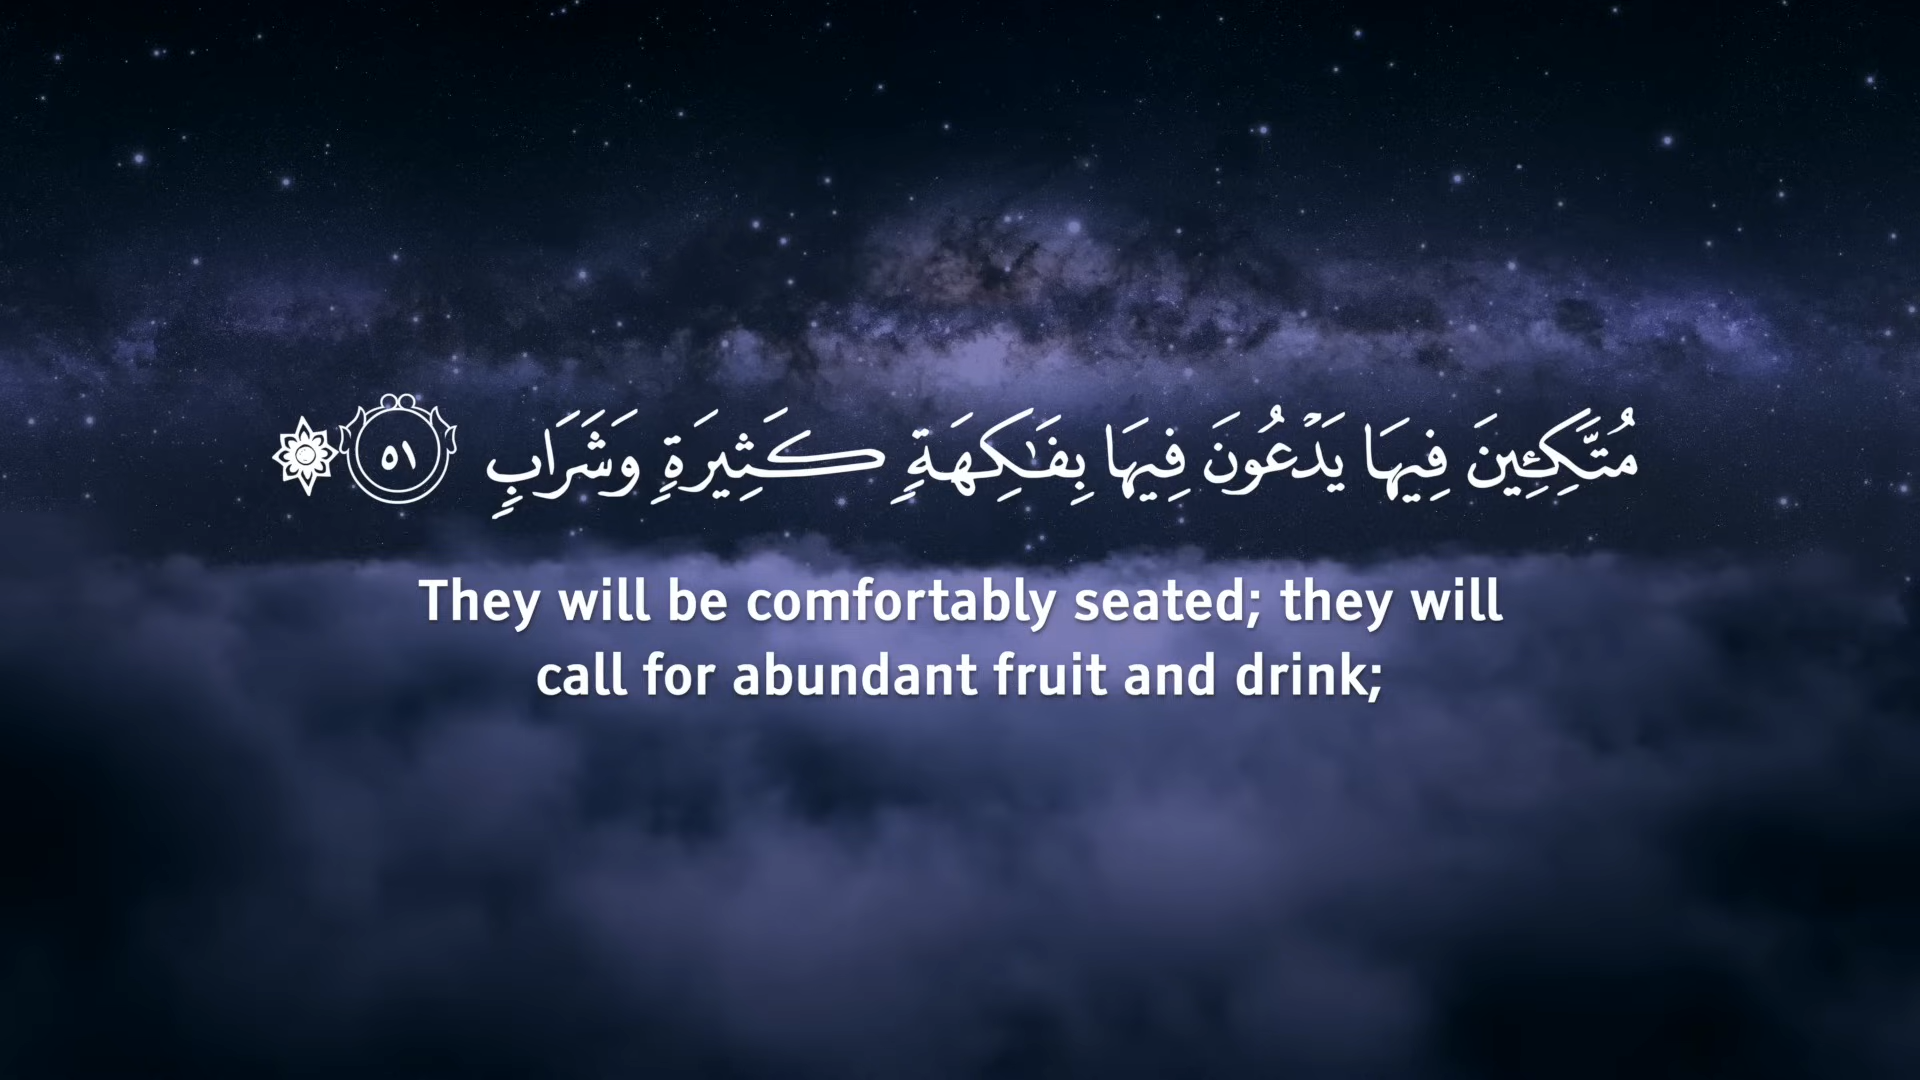 مُتَّكِـِٔينَ فِيهَا يَدْعُونَ فِيهَا بِفَـٰكِهَةٍ كَثِيرَةٍ وَشَرَابٍ ٥١ ۞
They will be comfortably seated; they will
call for abundant fruit and drink;